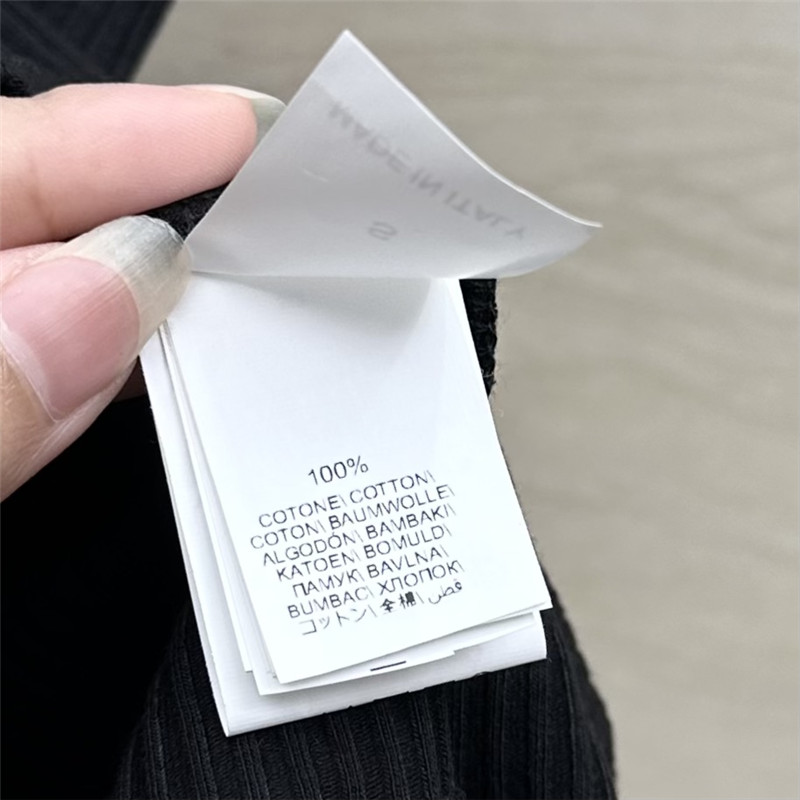 MADE IN ITALY
S
100%
COTONE\ COTTON\
COTON\ BAUMWOLLE\
ALGODÓN\ BAMBAKI\
KATOEN\ BOMULD\
ПАМУК\ BAVLNA\
BUMBAC\ ХЛОПОК\
コットン\ 全棉\ قطن